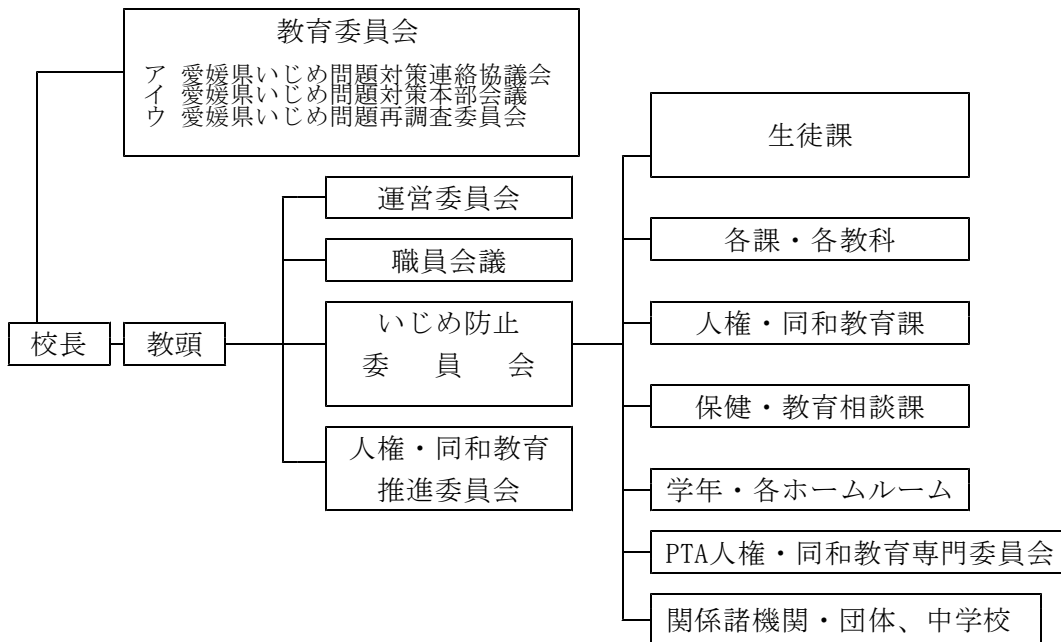 教育委員会
ア 愛媛県いじめ問題対策連絡協議会
イ 愛媛県いじめ問題対策本部会議
ウ 愛媛県いじめ問題再調査委員会
校長
教頭
運営委員会
職員会議
いじめ防止
委員会
人権・同和教育
推進委員会
生徒課
各課・各教科
人権・同和教育課
保健・教育相談課
学年・各ホームルーム
PTA人権・同和教育専門委員会
関係諸機関・団体、中学校